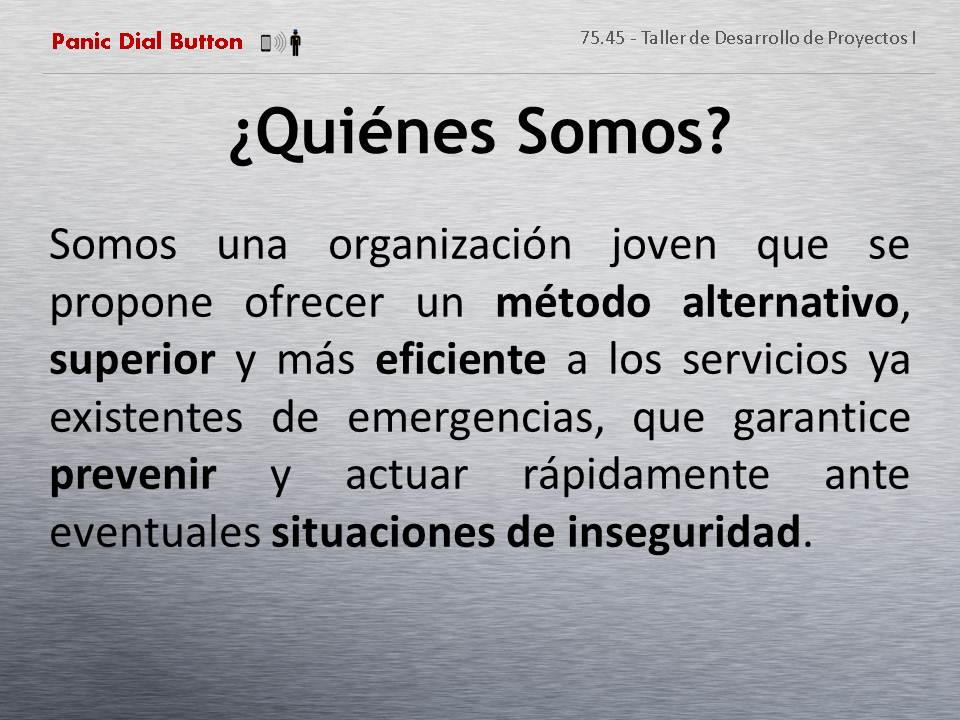 Panic Dial Button
75.45 - Taller de Desarrollo de Proyectos I
¿Quiénes Somos?
Somos una organización joven que se
propone ofrecer un método alternativo,
superior y más eficiente a los servicios ya
existentes de emergencias, que garantice
prevenir y actuar rápidamente ante
eventuales situaciones de inseguridad.